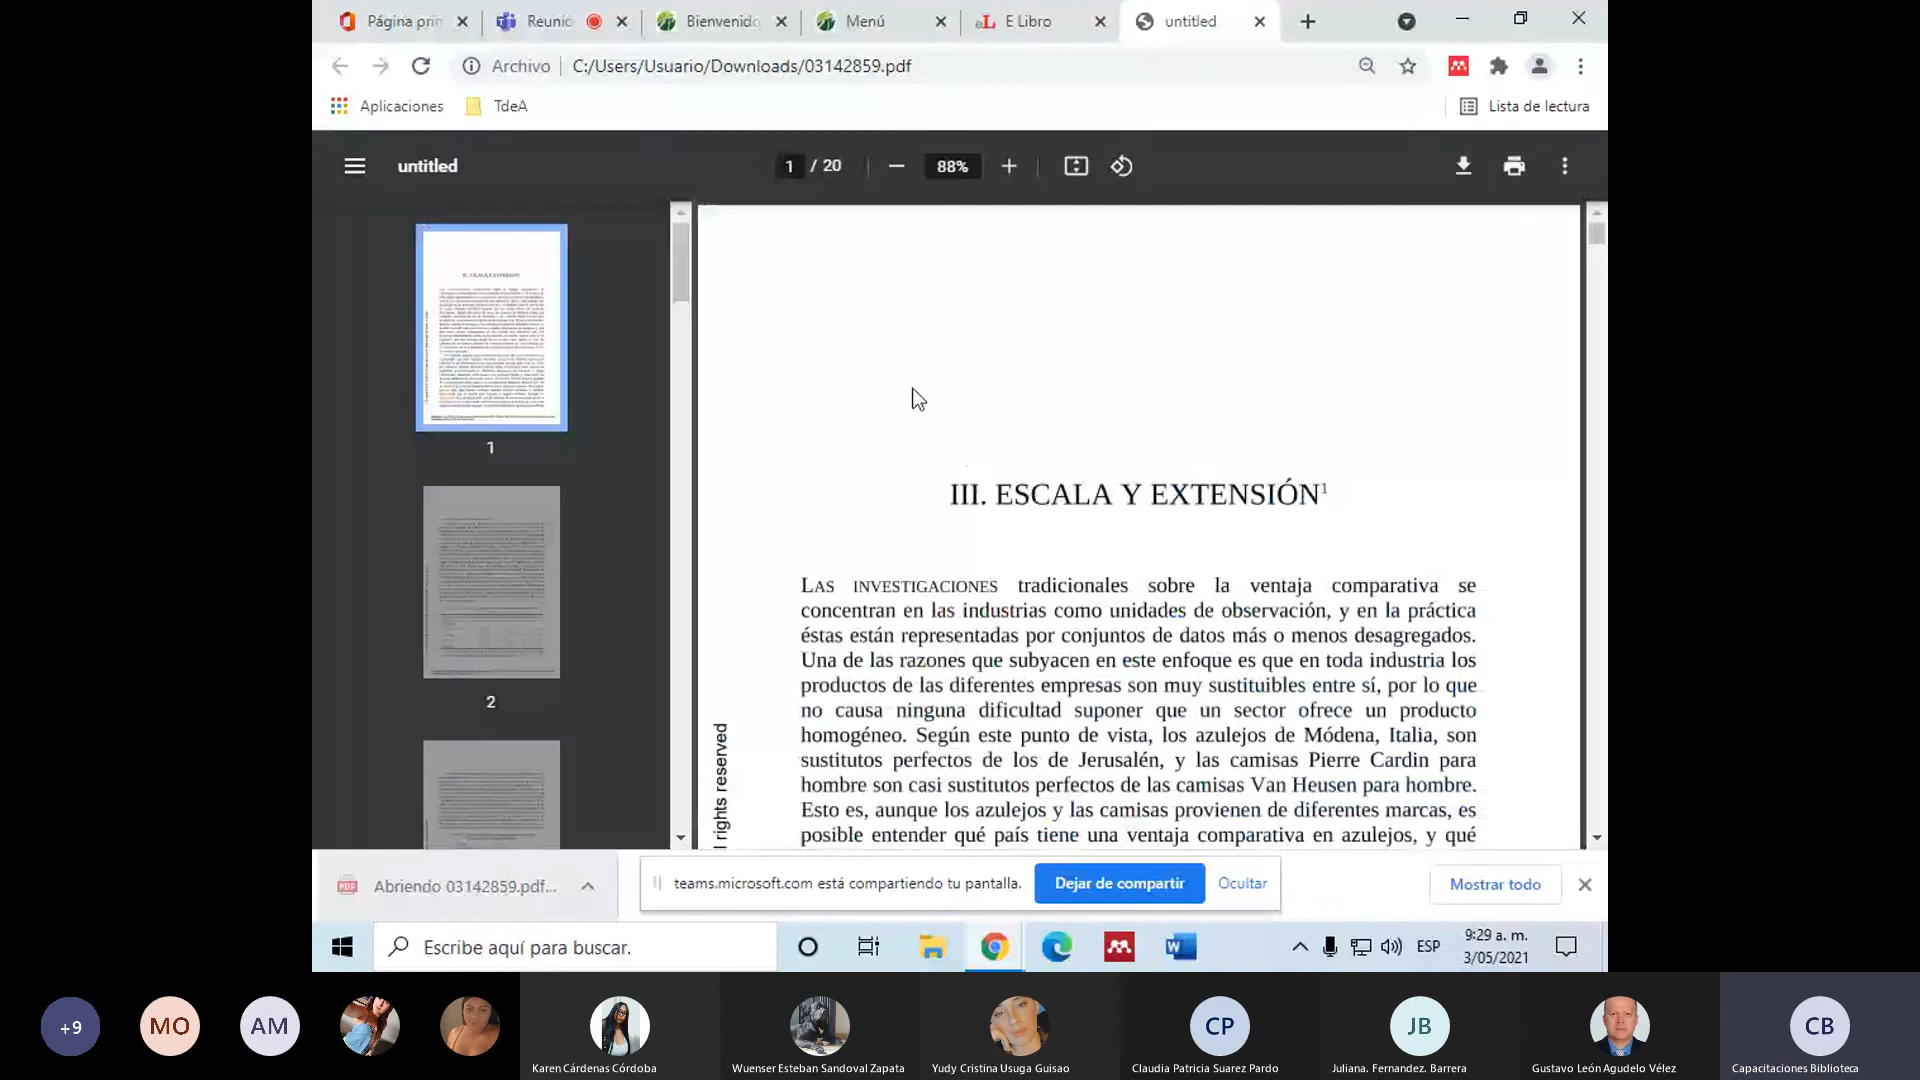 Página prin
Reunió
Bienvenido
Menú
E Libro
untitled
Archivo
C:/Users/Usuario/Downloads/03142859.pdf
Aplicaciones
TdeA
Lista de lectura
untitled
1 / 20
88%
1
2
III. ESCALA Y EXTENSIÓN1
LAS INVESTIGACIONES tradicionales sobre la ventaja comparativa se
concentran en las industrias como unidades de observación, y en la práctica
éstas están representadas por conjuntos de datos más o menos desagregados.
Una de las razones que subyacen en este enfoque es que en toda industria los
productos de las diferentes empresas son muy sustituibles entre sí, por lo que
no causa ninguna dificultad suponer que un sector ofrece un producto
homogéneo. Según este punto de vista, los azulejos de Módena, Italia, son
sustitutos perfectos de los de Jerusalén, y las camisas Pierre Cardin para
hombre son casi sustitutos perfectos de las camisas Van Heusen para hombre.
Esto es, aunque los azulejos y las camisas provienen de diferentes marcas, es
posible entender qué país tiene una ventaja comparativa en azulejos, y qué
l rights reserved
Abriendo 03142859.pdf...
teams.microsoft.com está compartiendo tu pantalla.
Dejar de compartir
Ocultar
Mostrar todo
Escribe aquí para buscar.
ESP
9:29 a. m.
3/05/2021
+9
MO
AM
CP
JB
CB
Karen Cárdenas Córdoba
Wuenser Esteban Sandoval Zapata
Yudy Cristina Usuga Guisao
Claudia Patricia Suarez Pardo
Juliana. Fernandez. Barrera
Gustavo León Agudelo Vélez
Capacitaciones Biblioteca